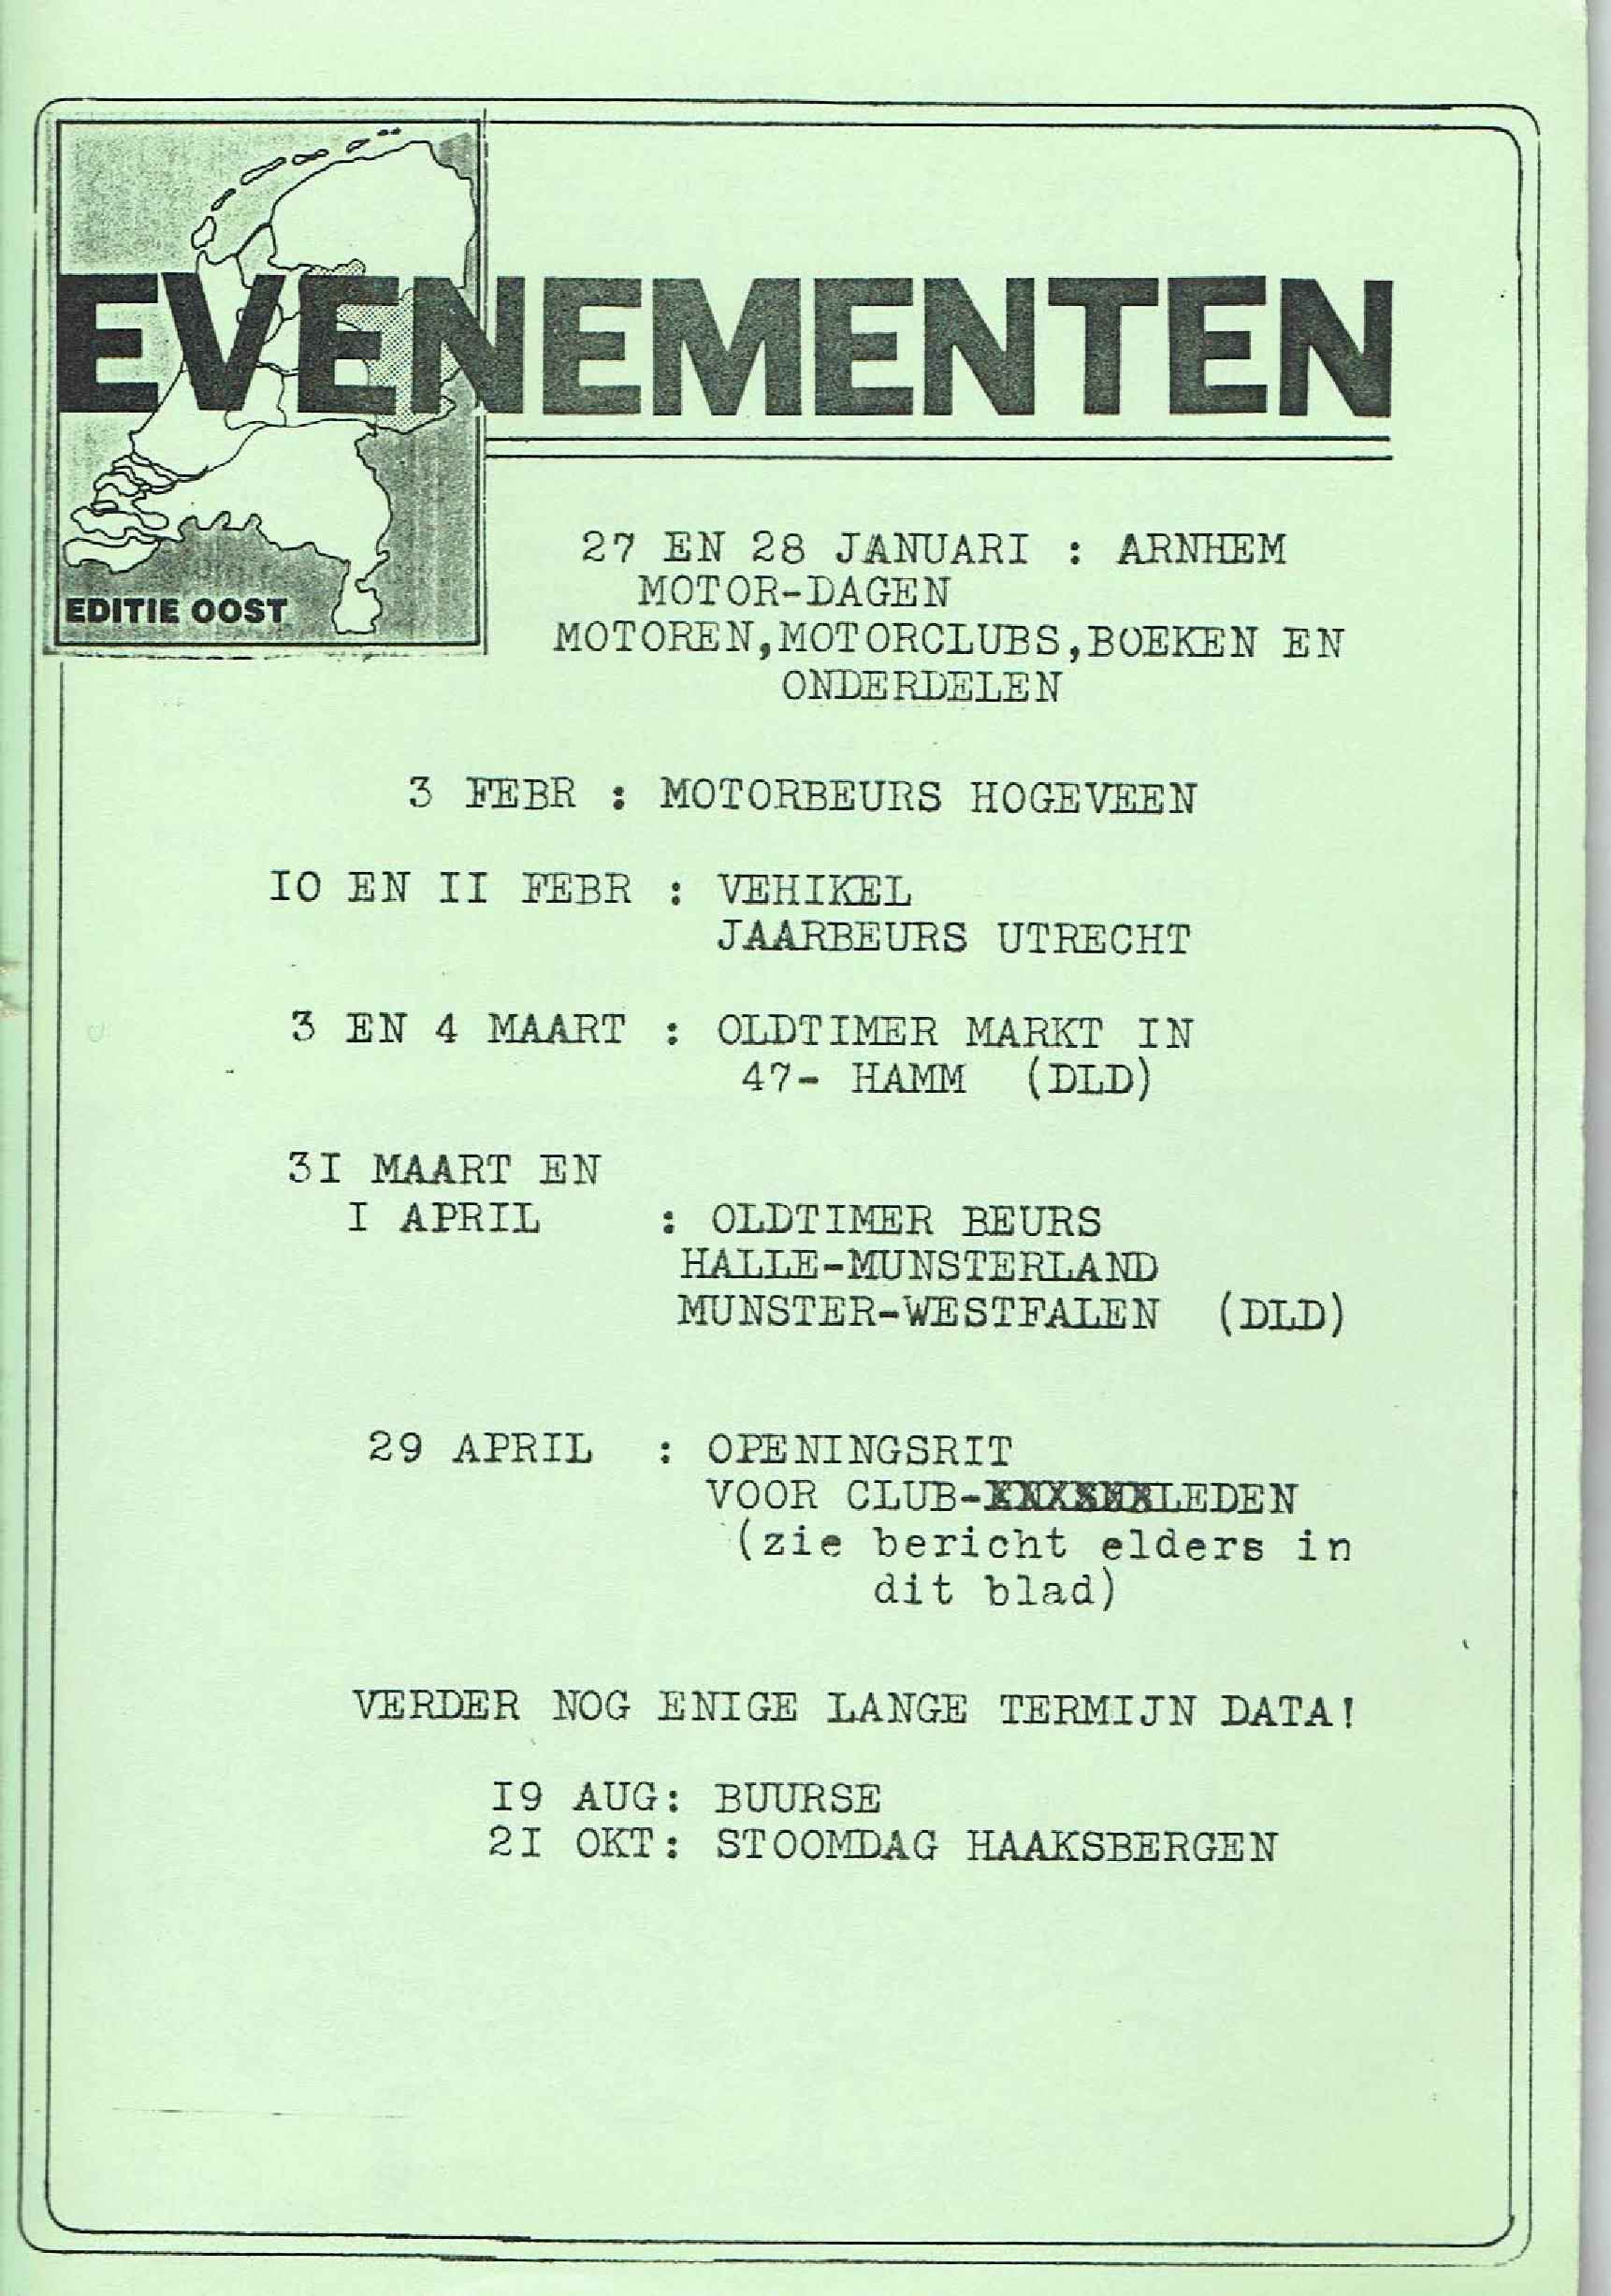 EVENEMENTEN
EDITIE OOST
27 EN 28 JANUARI : ARNHEM
MOTOR-DAGEN
MOTOREN,MOTORCLUBS,BOEKEN EN
ONDERDELEN
3 FEBR : MOTORBEURS HOGEVEEN
IO EN II FEBR : VEHIKEL
JAARBEURS UTRECHT
3 EN 4 MAART : OLDTIMER MARKT IN
47- HAMM (DLD)
3I MAART EN
I APRIL : OLDTIMER BEURS
HALLE-MUNSTERLAND
MUNSTER-WESTFALEN (DLD)
29 APRIL : OPENINGSRIT
VOOR CLUB-LEDEN
(zie bericht elders in
dit blad)
VERDER NOG ENIGE LANGE TERMIJN DATA!
I9 AUG: BUURSE
2I OKT: STOOMDAG HAAKSBERGEN